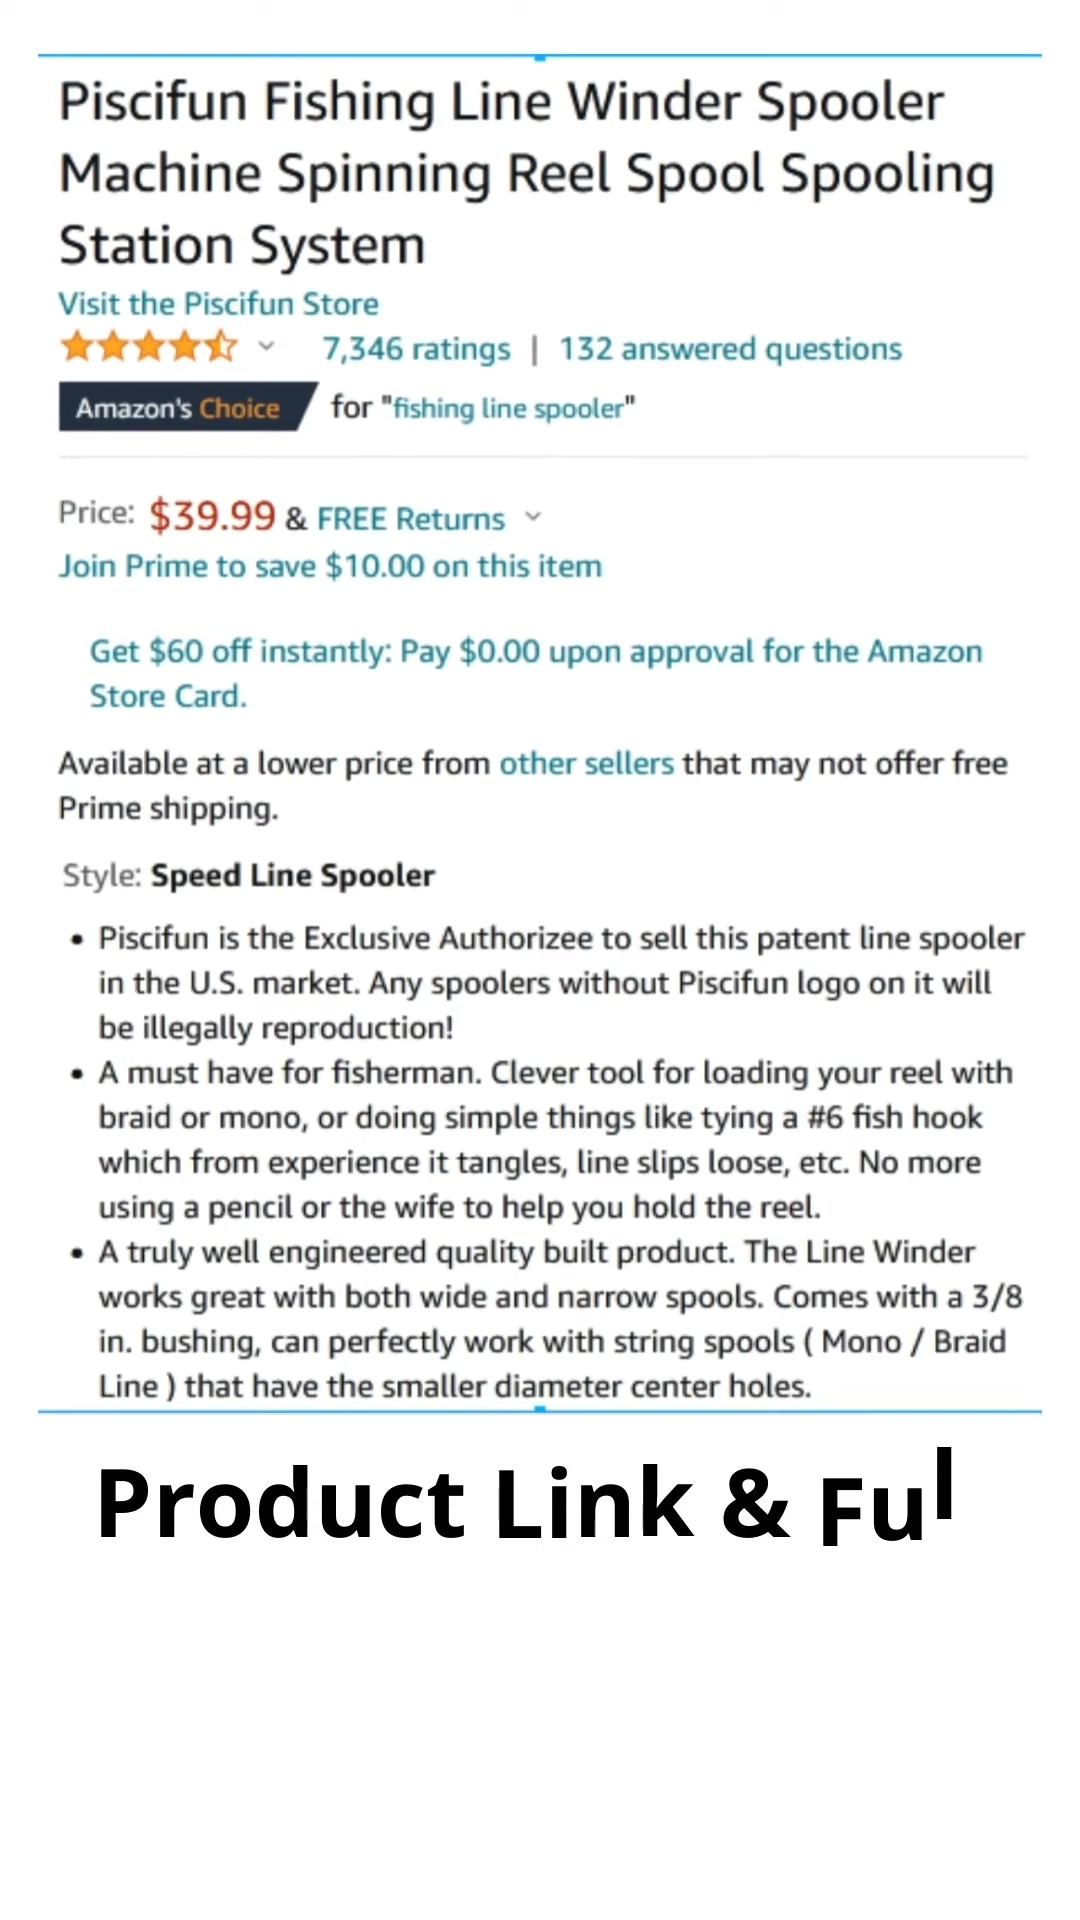 Piscifun Fishing Line Winder Spooler
Machine Spinning Reel Spool Spooling
Station System
Visit the Piscifun Store
7,346 ratings | 132 answered questions
Amazon's Choice for "fishing line spooler"
Price: $39.99 & FREE Returns
Join Prime to save $10.00 on this item
Get $60 off instantly: Pay $0.00 upon approval for the Amazon
Store Card.
Available at a lower price from other sellers that may not offer free
Prime shipping.
Style: Speed Line Spooler
• Piscifun is the Exclusive Authorizee to sell this patent line spooler
in the U.S. market. Any spoolers without Piscifun logo on it will
be illegally reproduction!
• A must have for fisherman. Clever tool for loading your reel with
braid or mono, or doing simple things like tying a #6 fish hook
which from experience it tangles, line slips loose, etc. No more
using a pencil or the wife to help you hold the reel.
• A truly well engineered quality built product. The Line Winder
works great with both wide and narrow spools. Comes with a 3/8
in. bushing, can perfectly work with string spools ( Mono / Braid
Line ) that have the smaller diameter center holes.
Product Link & Ful